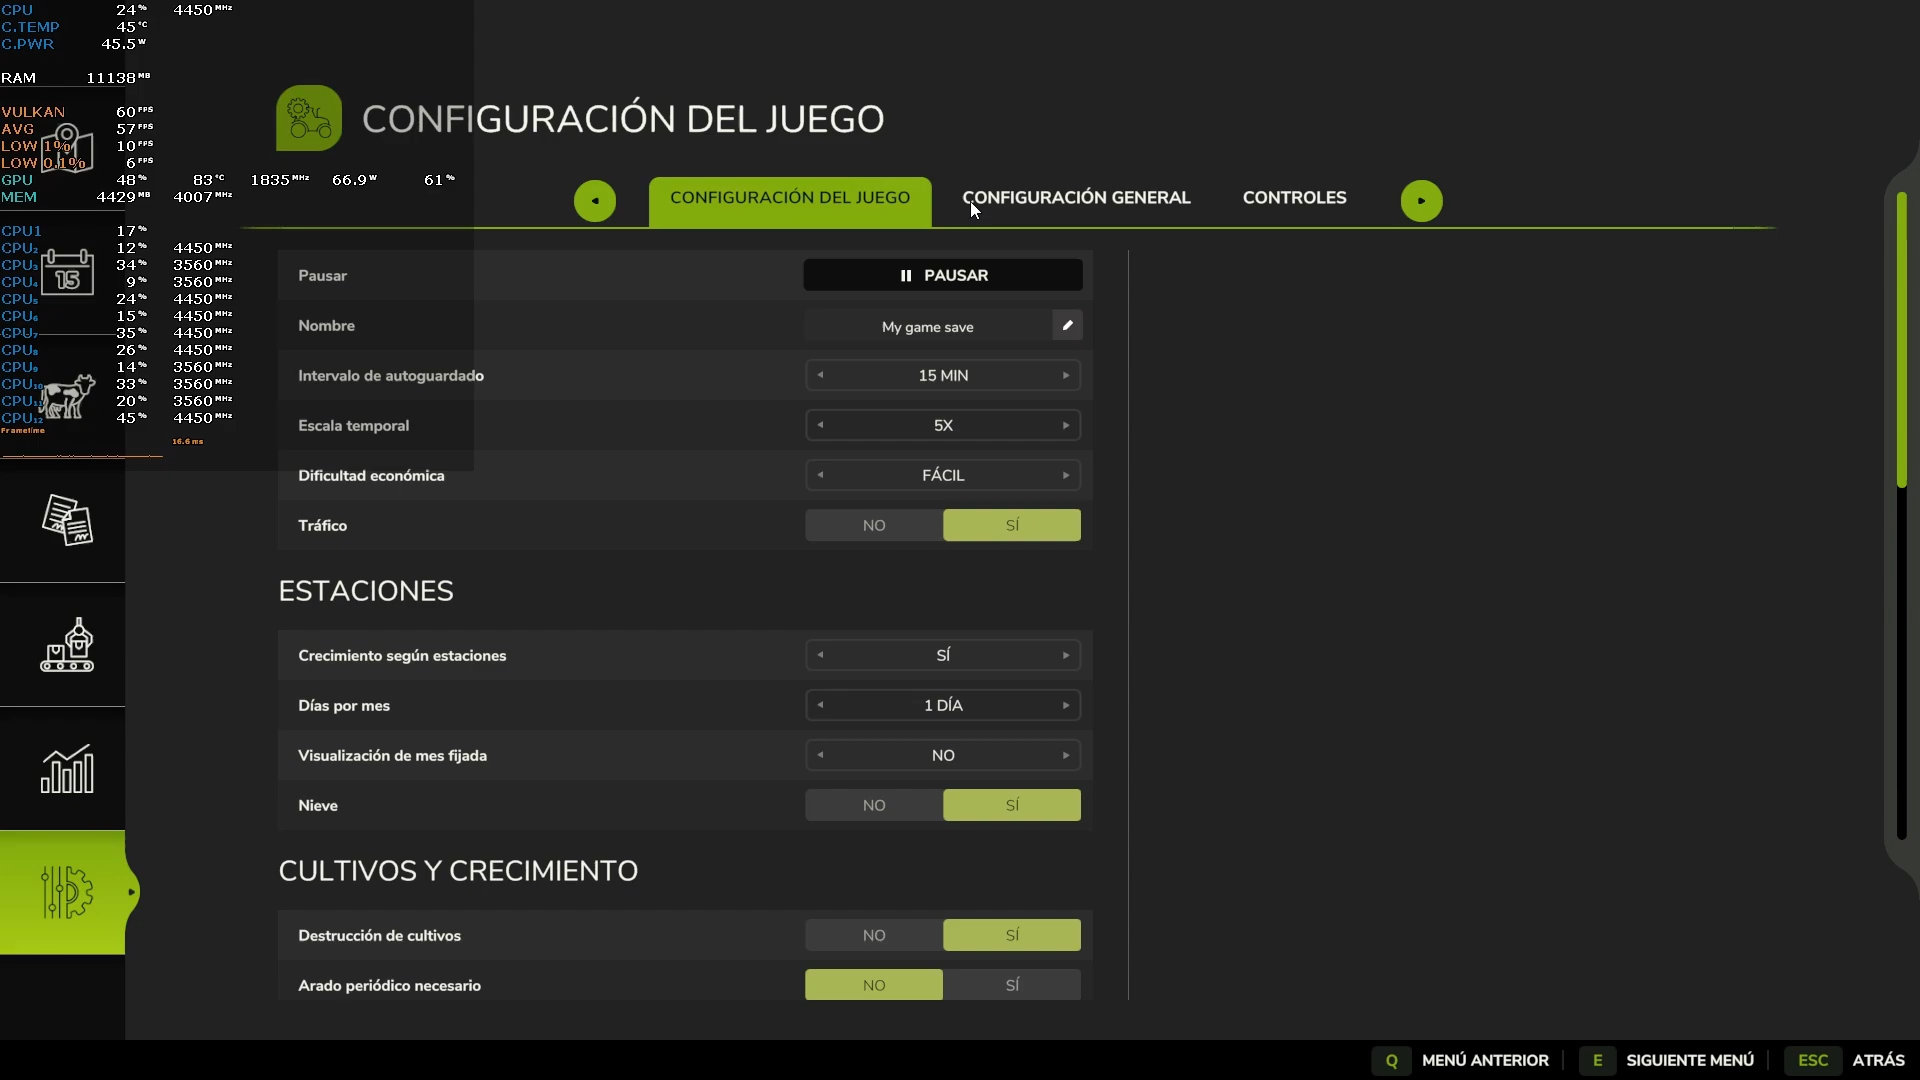 CPU 24% 4450MHz
C.TEMP 45°C
C.PWR 45.5W
RAM 11138MB
VULKAN 60FPS
AVG 57FPS
LOW 1% 10FPS
LOW 0.1% 6FPS
GPU 48% 83°C 1835MHz 66.9W 61%
MEM 4429MB 4007MHz
CPU1 17%
CPU2 12% 4450MHz
CPU3 34% 3560MHz
CPU4 9% 3560MHz
CPU5 24% 4450MHz
CPU6 15% 4450MHz
CPU7 35% 4450MHz
CPU8 26% 4450MHz
CPU9 14% 3560MHz
CPU10 33% 3560MHz
CPU11 20% 3560MHz
CPU12 45% 4450MHz
Frametime
16.6 ms
15
CONFIGURACIÓN DEL JUEGO
CONFIGURACIÓN DEL JUEGO CONFIGURACIÓN GENERAL CONTROLES
Pausar PAUSAR
Nombre My game save
Intervalo de autoguardado 15 MIN
Escala temporal 5X
Dificultad económica FÁCIL
Tráfico NO SÍ
ESTACIONES
Crecimiento según estaciones SÍ
Días por mes 1 DÍA
Visualización de mes fijada NO
Nieve NO SÍ
CULTIVOS Y CRECIMIENTO
Destrucción de cultivos NO SÍ
Arado periódico necesario NO SÍ
Q MENÚ ANTERIOR E SIGUIENTE MENÚ ESC ATRÁS